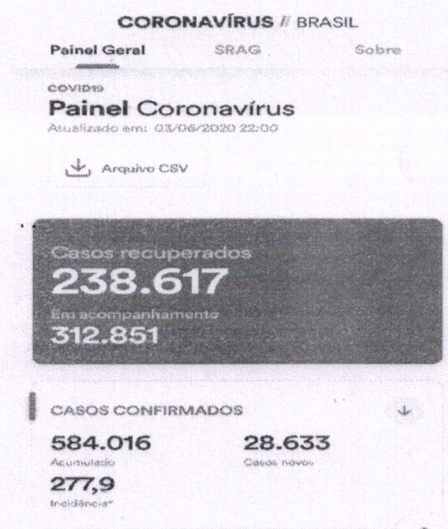 CORONAVÍRUS // BRASIL
Painel Geral SRAG Sobre
COVID19
Painel Coronavírus
Atualizado em: 03/06/2020 22:00
Arquivo CSV
Casos recuperados
238.617
Em acompanhamento
312.851
CASOS CONFIRMADOS
584.016 28.633
Acumulado Casos novos
277,9
Incidência*